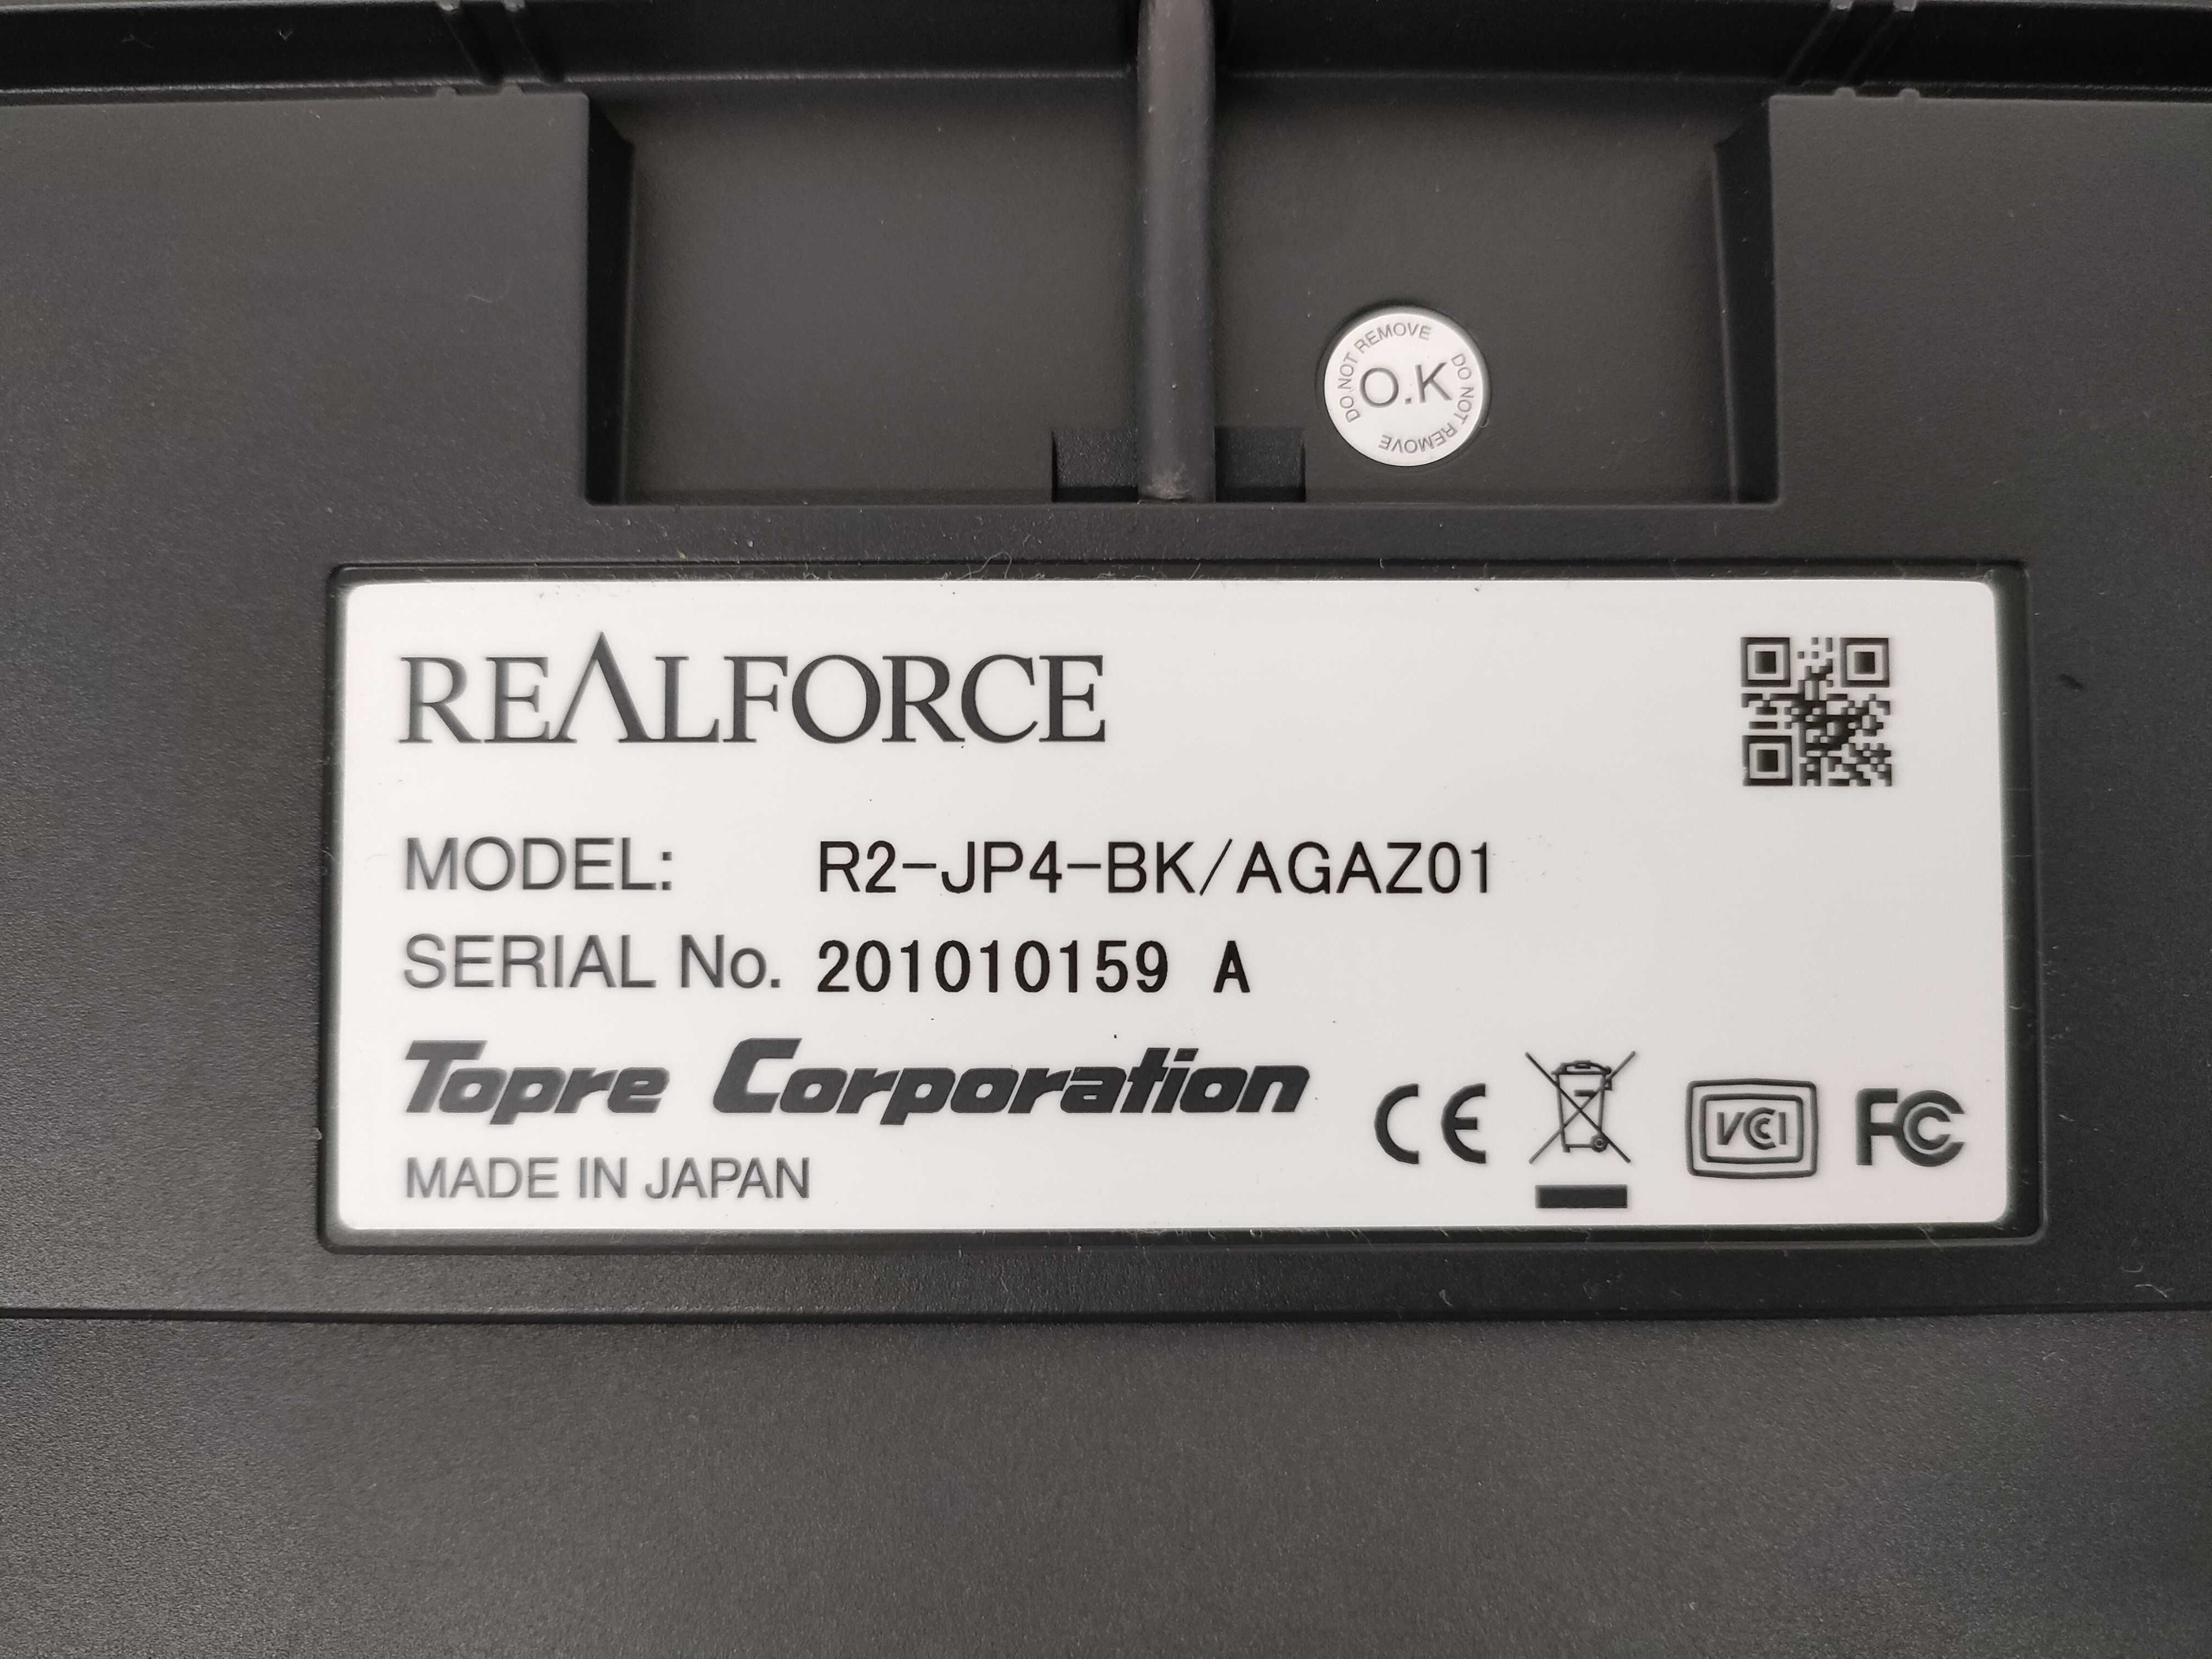 DO NOT REMOVE DO NOT REMOVE
O.K
REALFORCE
MODEL: R2-JP4-BK/AGAZ01
SERIAL No. 201010159 A
Topre Corporation
CE VCCI FC
MADE IN JAPAN